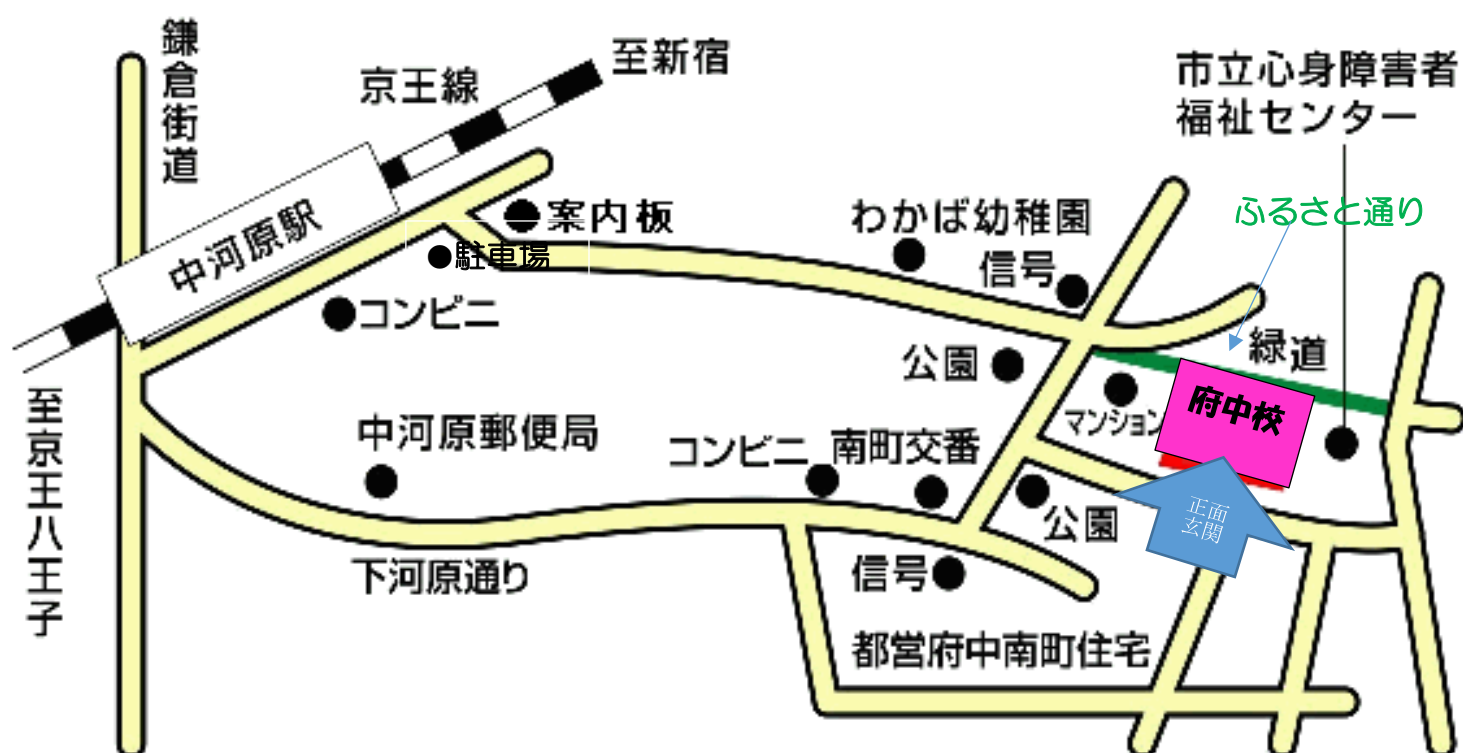 鎌倉街道
京王線
至新宿
市立心身障害者
福祉センター
中河原駅
案内板
駐車場
わかば幼稚園
ふるさと通り
信号
コンビニ
公園
緑道
マンション
府中校
至京王八王子
中河原郵便局
コンビニ
南町交番
公園
正面
玄関
下河原通り
信号
都営府中南町住宅